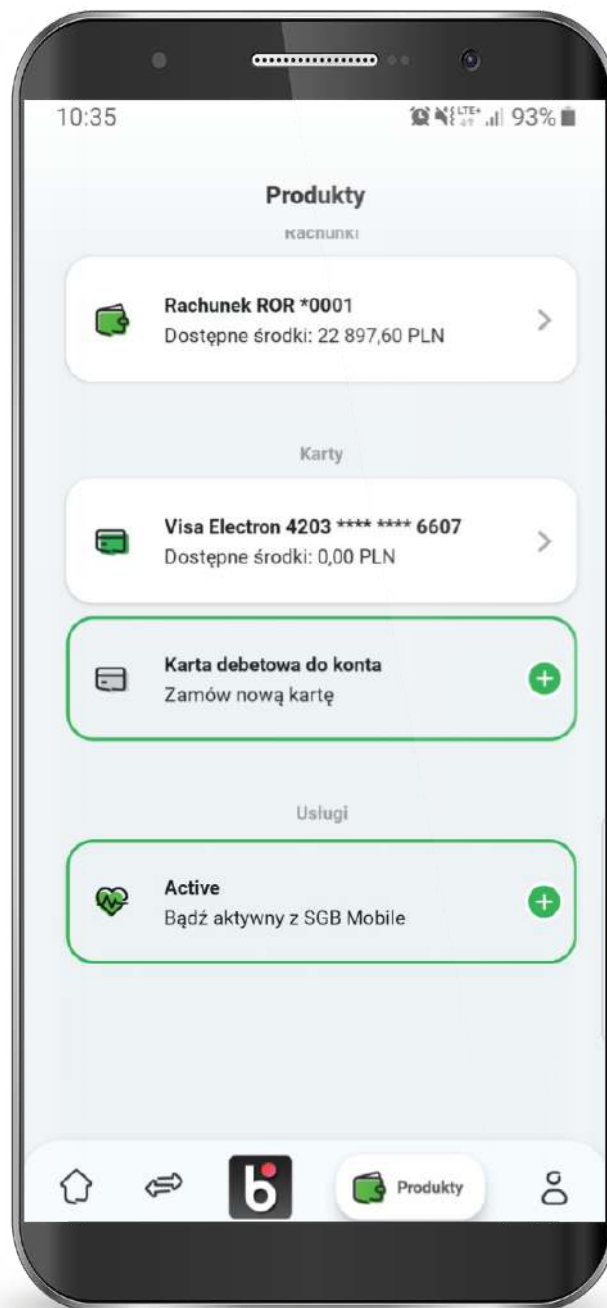 10:35
LTE+ 93%
Produkty
Rachunki
Rachunek ROR *0001
Dostępne środki: 22 897,60 PLN
Karty
Visa Electron 4203 **** **** 6607
Dostępne środki: 0,00 PLN
Karta debetowa do konta
Zamów nową kartę
Usługi
Active
Bądź aktywny z SGB Mobile
b
Produkty